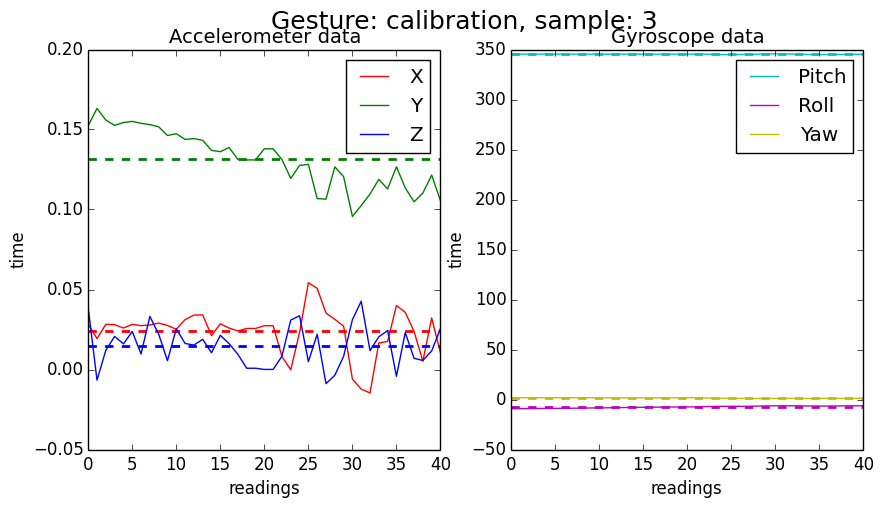 Gesture: calibration, sample: 3
Accelerometer data
0.20
0.15
0.10
0.05
0.00
−0.05
time
X
Y
Z
0 5 10 15 20 25 30 35 40
readings
Gyroscope data
350
300
250
200
150
100
50
0
−50
time
Pitch
Roll
Yaw
0 5 10 15 20 25 30 35 40
readings